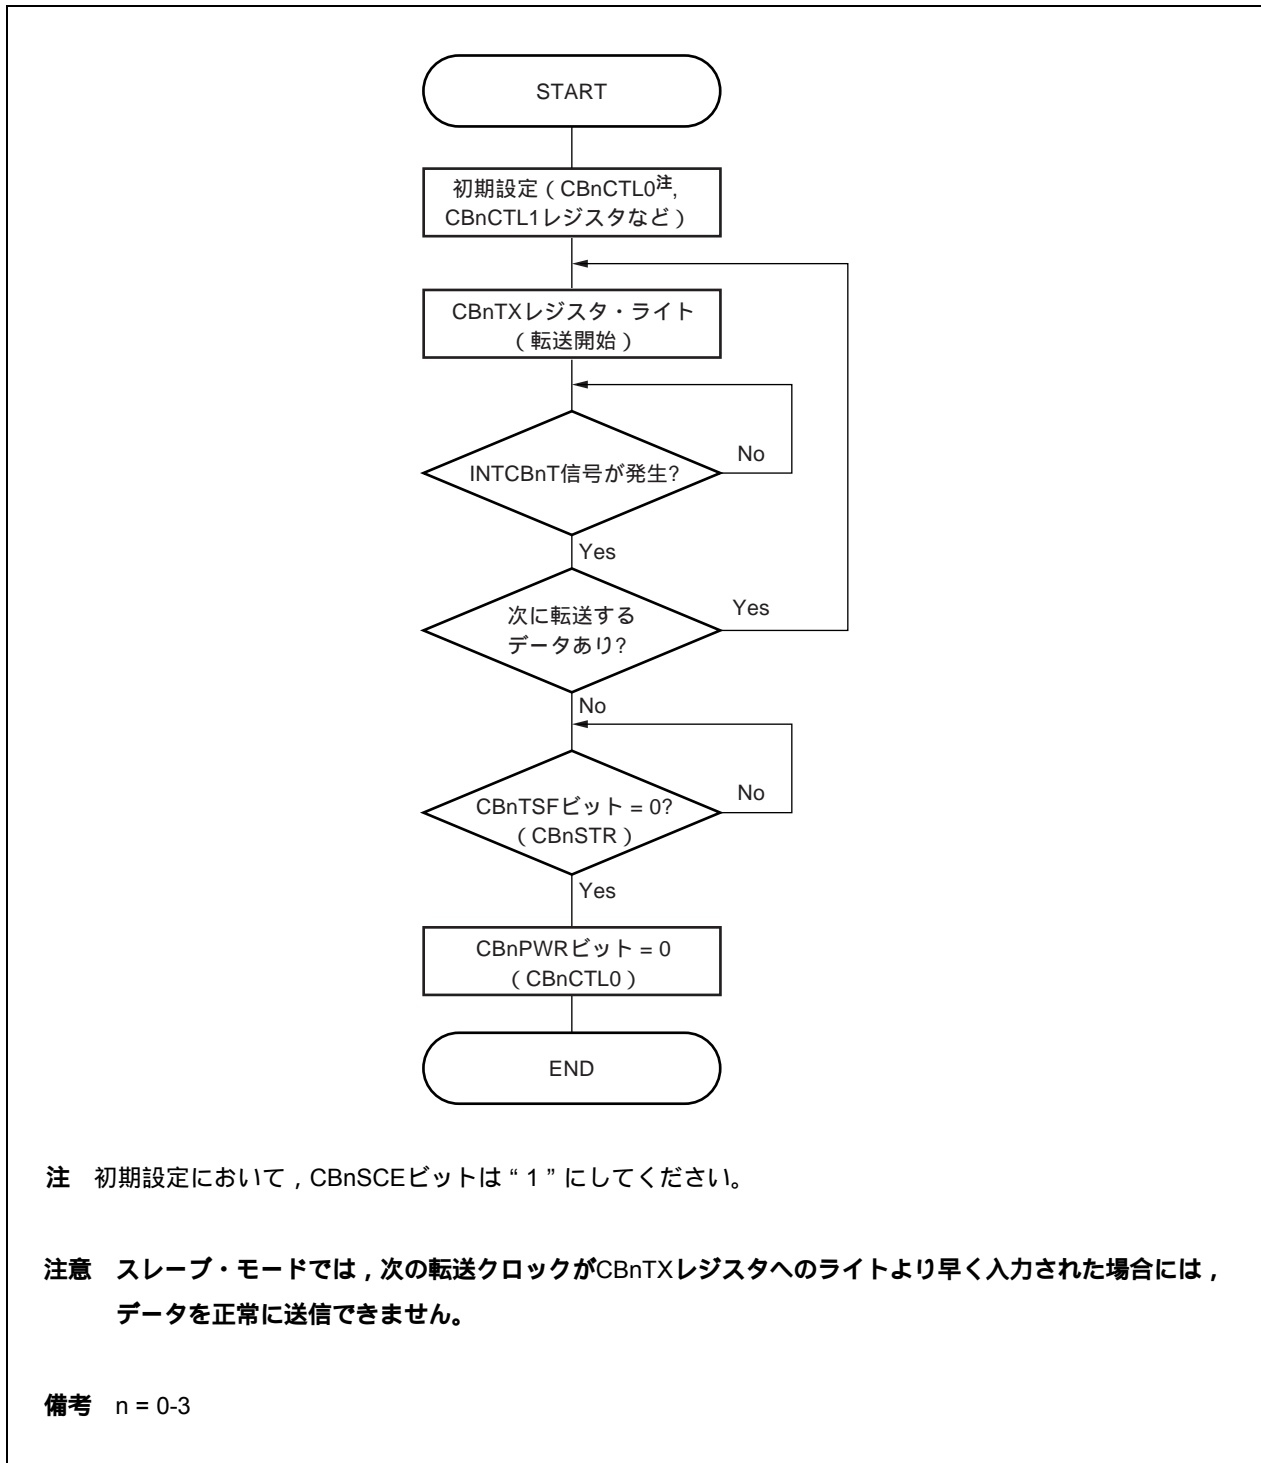 START
初期設定（CBnCTL0注,
CBnCTL1レジスタなど）
CBnTXレジスタ・ライト
（転送開始）
No
INTCBnT信号が発生?
Yes
次に転送する
データあり?
Yes
No
No
CBnTSFビット = 0?
（CBnSTR）
Yes
CBnPWRビット = 0
（CBnCTL0）
END
注　初期設定において，CBnSCEビットは“1”にしてください。
注意　スレーブ・モードでは，次の転送クロックがCBnTXレジスタへのライトより早く入力された場合には，
データを正常に送信できません。
備考　n = 0-3